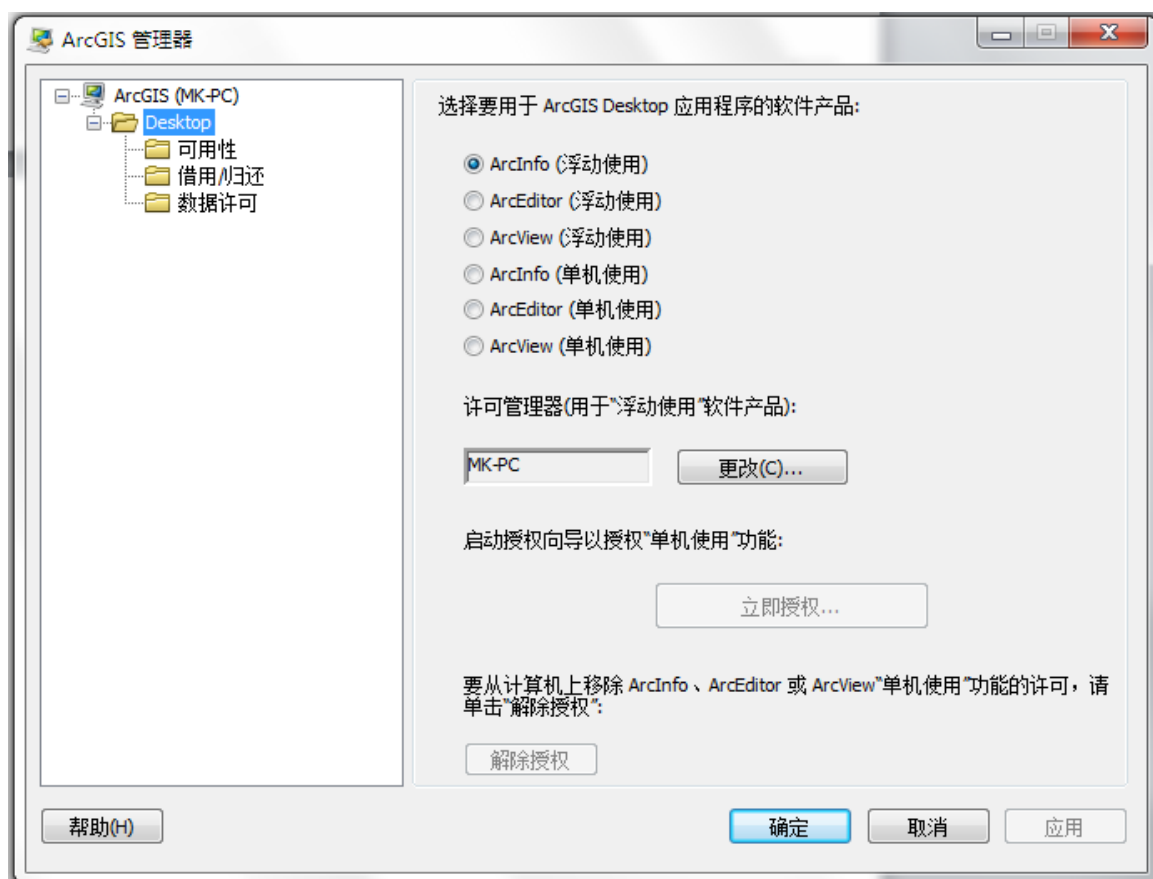 ArcGIS 管理器
ArcGIS (MK-PC)
Desktop
可用性
借用/归还
数据许可
选择要用于 ArcGIS Desktop 应用程序的软件产品:
ArcInfo (浮动使用)
ArcEditor (浮动使用)
ArcView (浮动使用)
ArcInfo (单机使用)
ArcEditor (单机使用)
ArcView (单机使用)
许可管理器(用于"浮动使用"软件产品):
MK-PC
更改(C)...
启动授权向导以授权"单机使用"功能:
立即授权...
要从计算机上移除 ArcInfo、ArcEditor 或 ArcView"单机使用"功能的许可，请
单击"解除授权":
解除授权
帮助(H)
确定
取消
应用